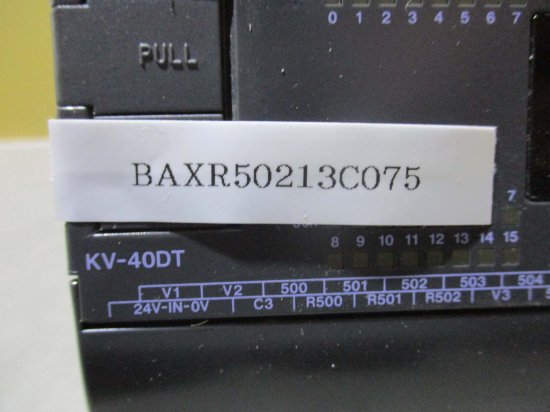 0 1 2 3 4 5 6 7
PULL
BAXR50213C075
7
8 9 10 11 12 13 14 15
KV-40DT
V1 V2 500 501 502 503 504
24V-IN-0V C3 R500 R501 R502 V3